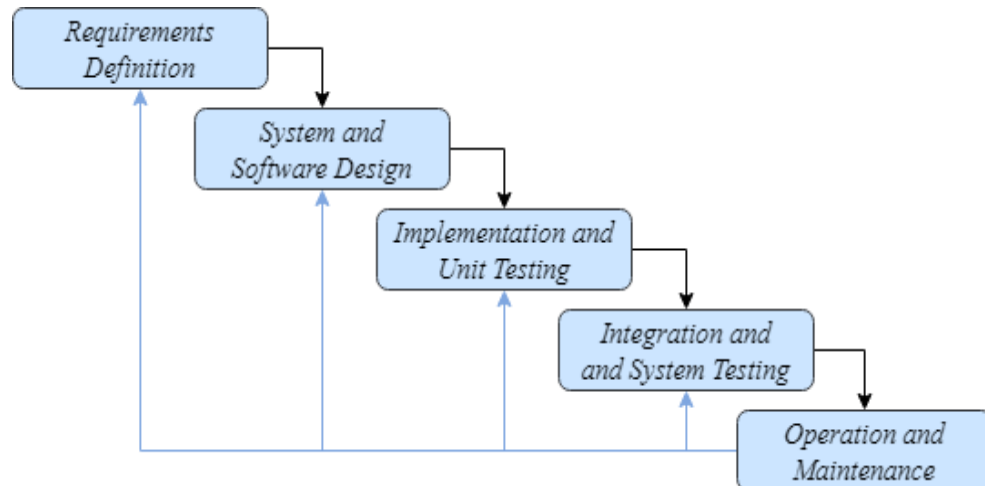 Requirements
Definition
System and
Software Design
Implementation and
Unit Testing
Integration and
and System Testing
Operation and
Maintenance